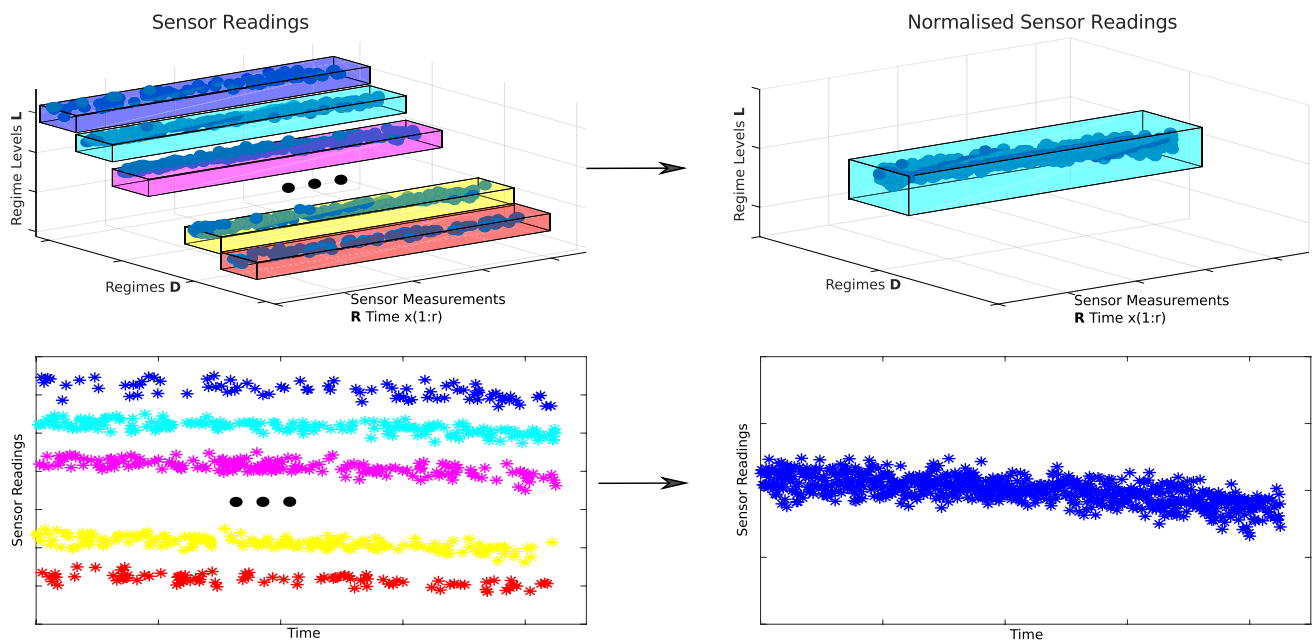 Sensor Readings
Normalised Sensor Readings
Regime Levels L
Regimes D
Sensor Measurements
R Time x(1:r)
Regime Levels L
Regimes D
Sensor Measurements
R Time x(1:r)
Sensor Readings
Time
Sensor Readings
Time